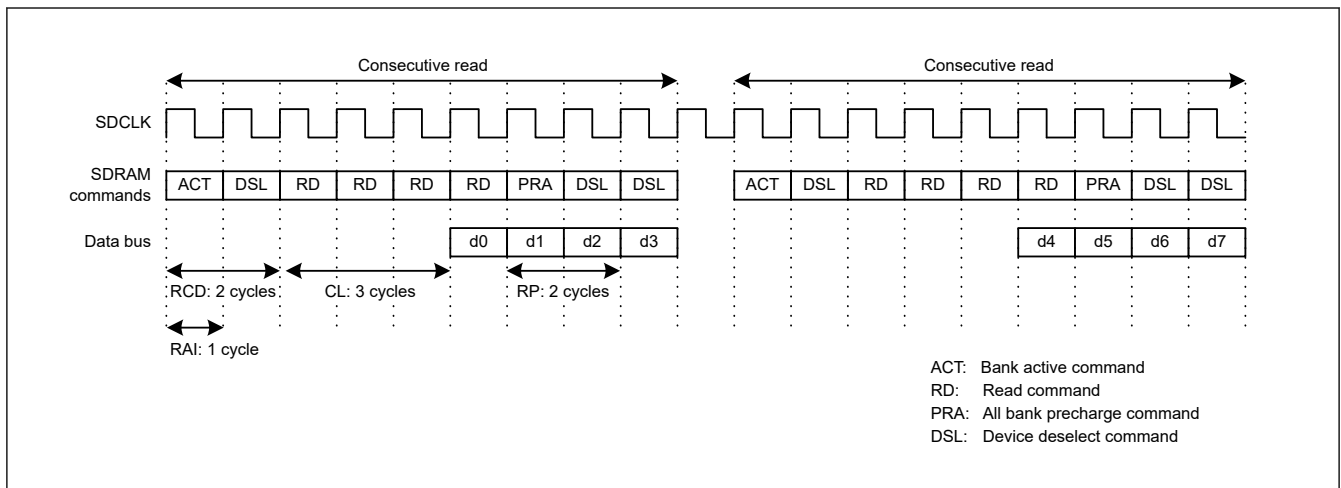 Consecutive read Consecutive read
SDCLK
SDRAM
commands
ACT DSL RD RD RD RD PRA DSL DSL ACT DSL RD RD RD RD PRA DSL DSL
Data bus d0 d1 d2 d3 d4 d5 d6 d7
RCD: 2 cycles CL: 3 cycles RP: 2 cycles
RAI: 1 cycle
ACT: Bank active command
RD: Read command
PRA: All bank precharge command
DSL: Device deselect command